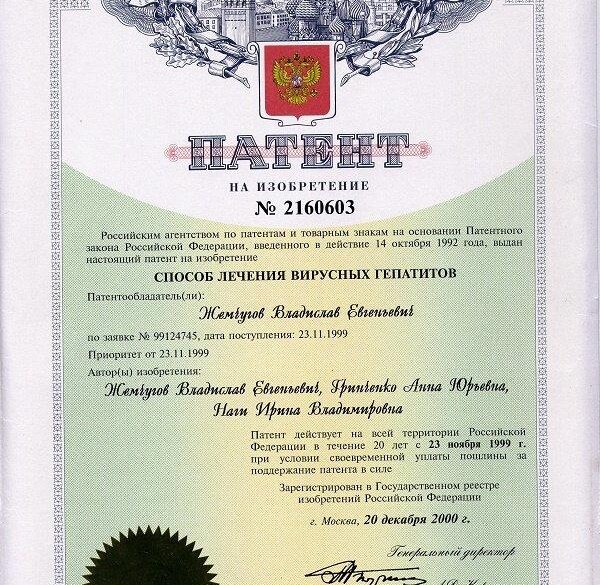 ПАТЕНТ
НА ИЗОБРЕТЕНИЕ
№ 2160603
Российским агентством по патентам и товарным знакам на основании Патентного
закона Российской Федерации, введенного в действие 14 октября 1992 года, выдан
настоящий патент на изобретение
СПОСОБ ЛЕЧЕНИЯ ВИРУСНЫХ ГЕПАТИТОВ
Патентообладатель(ли):
Жемчугов Владислав Евгеньевич
по заявке № 99124745, дата поступления: 23.11.1999
Приоритет от 23.11.1999
Автор(ы) изобретения:
Жемчугов Владислав Евгеньевич, Гринченко Анна Юрьевна,
Наги Ирина Владимировна
Патент действует на всей территории Российской
Федерации в течение 20 лет с 23 ноября 1999 г.
при условии своевременной уплаты пошлины за
поддержание патента в силе
Зарегистрирован в Государственном реестре
изобретений Российской Федерации
г. Москва, 20 декабря 2000 г.
Генеральный директор